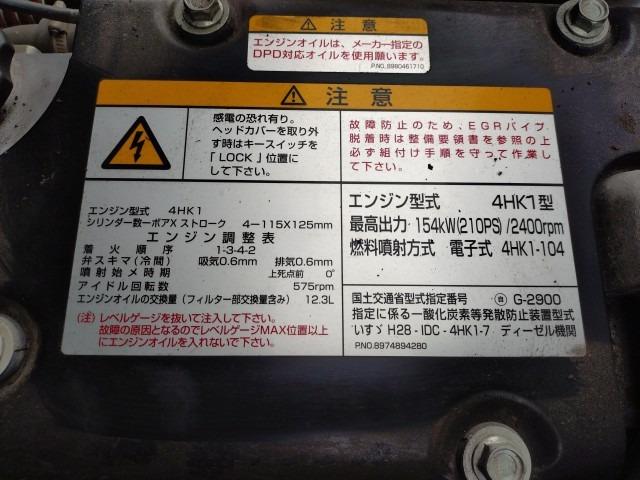 注意
エンジンオイルは、メーカー指定の
DPD対応オイルを使用願います。
P.NO.8980461710
注意
感電の恐れ有り。
ヘッドカバーを取り外
す時はキースイッチを
「LOCK」位置に
して下さい。
故障防止のため、EGRパイプ
脱着時は整備要領書を参照の上
必ず組付け手順を守って作業し
て下さい。
エンジン型式 4HK1
シリンダー数ーボアXストローク 4-115X125mm
エンジン調整表
着火順序 1-3-4-2
弁スキマ(冷間) 吸気0.6mm 排気0.6mm
噴射始メ時期 上死点前 0°
アイドル回転数 575rpm
エンジンオイルの交換量(フィルター部交換量含み) 12.3L
(注)レベルゲージを抜いて注入して下さい。
故障の原因となるのでレベルゲージMAX位置以上
にエンジンオイルを入れないで下さい。
エンジン型式 4HK1型
最高出力 154kW(210PS)/2400rpm
燃料噴射方式 電子式 4HK1-104
国土交通省型式指定番号 G-2900
指定に係る一酸化炭素等発散防止装置型式
いすゞ H28-IDC-4HK1-7 ディーゼル機関
P.NO.8974894280